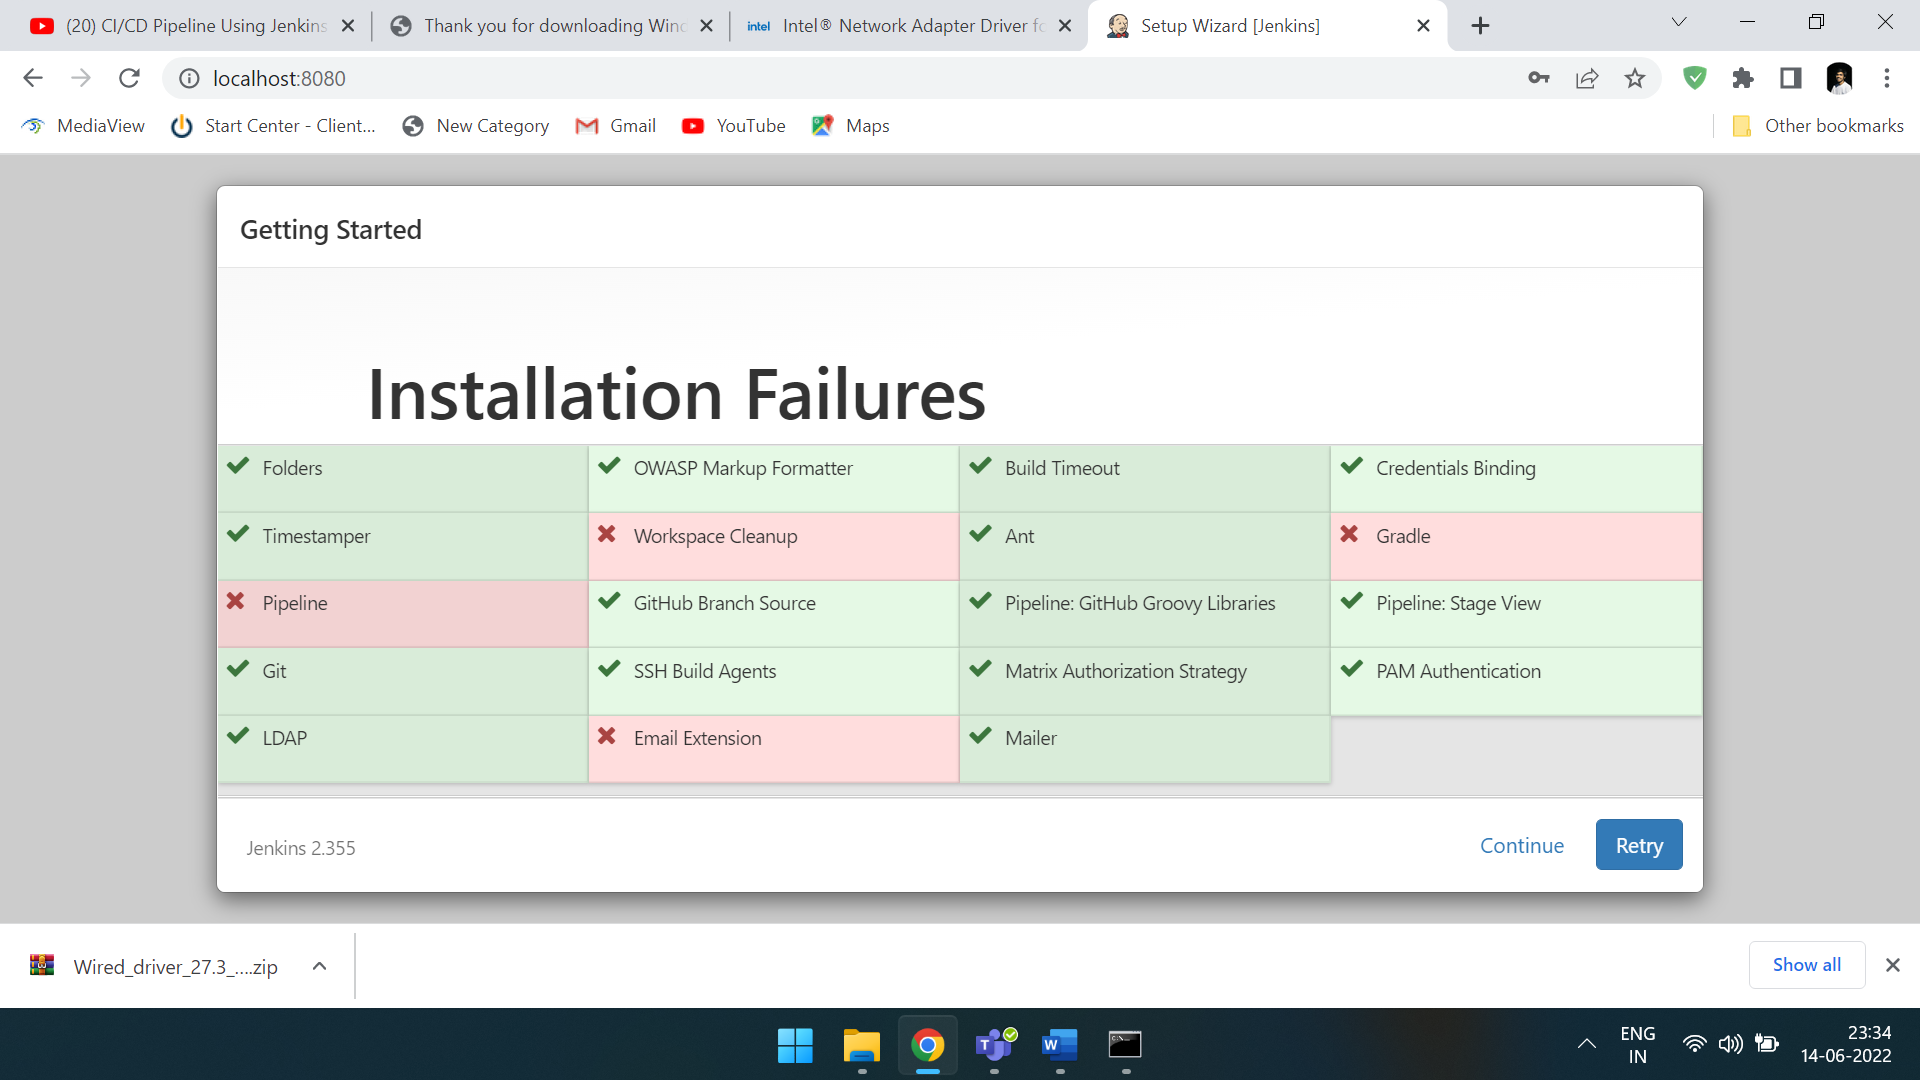 (20) CI/CD Pipeline Using Jenkins
Thank you for downloading Wind
intel Intel® Network Adapter Driver fo
Setup Wizard [Jenkins]
localhost:8080
MediaView
Start Center - Client...
New Category
Gmail
YouTube
Maps
Other bookmarks
Getting Started
Installation Failures
Folders
OWASP Markup Formatter
Build Timeout
Credentials Binding
Timestamper
Workspace Cleanup
Ant
Gradle
Pipeline
GitHub Branch Source
Pipeline: GitHub Groovy Libraries
Pipeline: Stage View
Git
SSH Build Agents
Matrix Authorization Strategy
PAM Authentication
LDAP
Email Extension
Mailer
Jenkins 2.355
Continue
Retry
Wired_driver_27.3_....zip
Show all
ENG
IN
23:34
14-06-2022